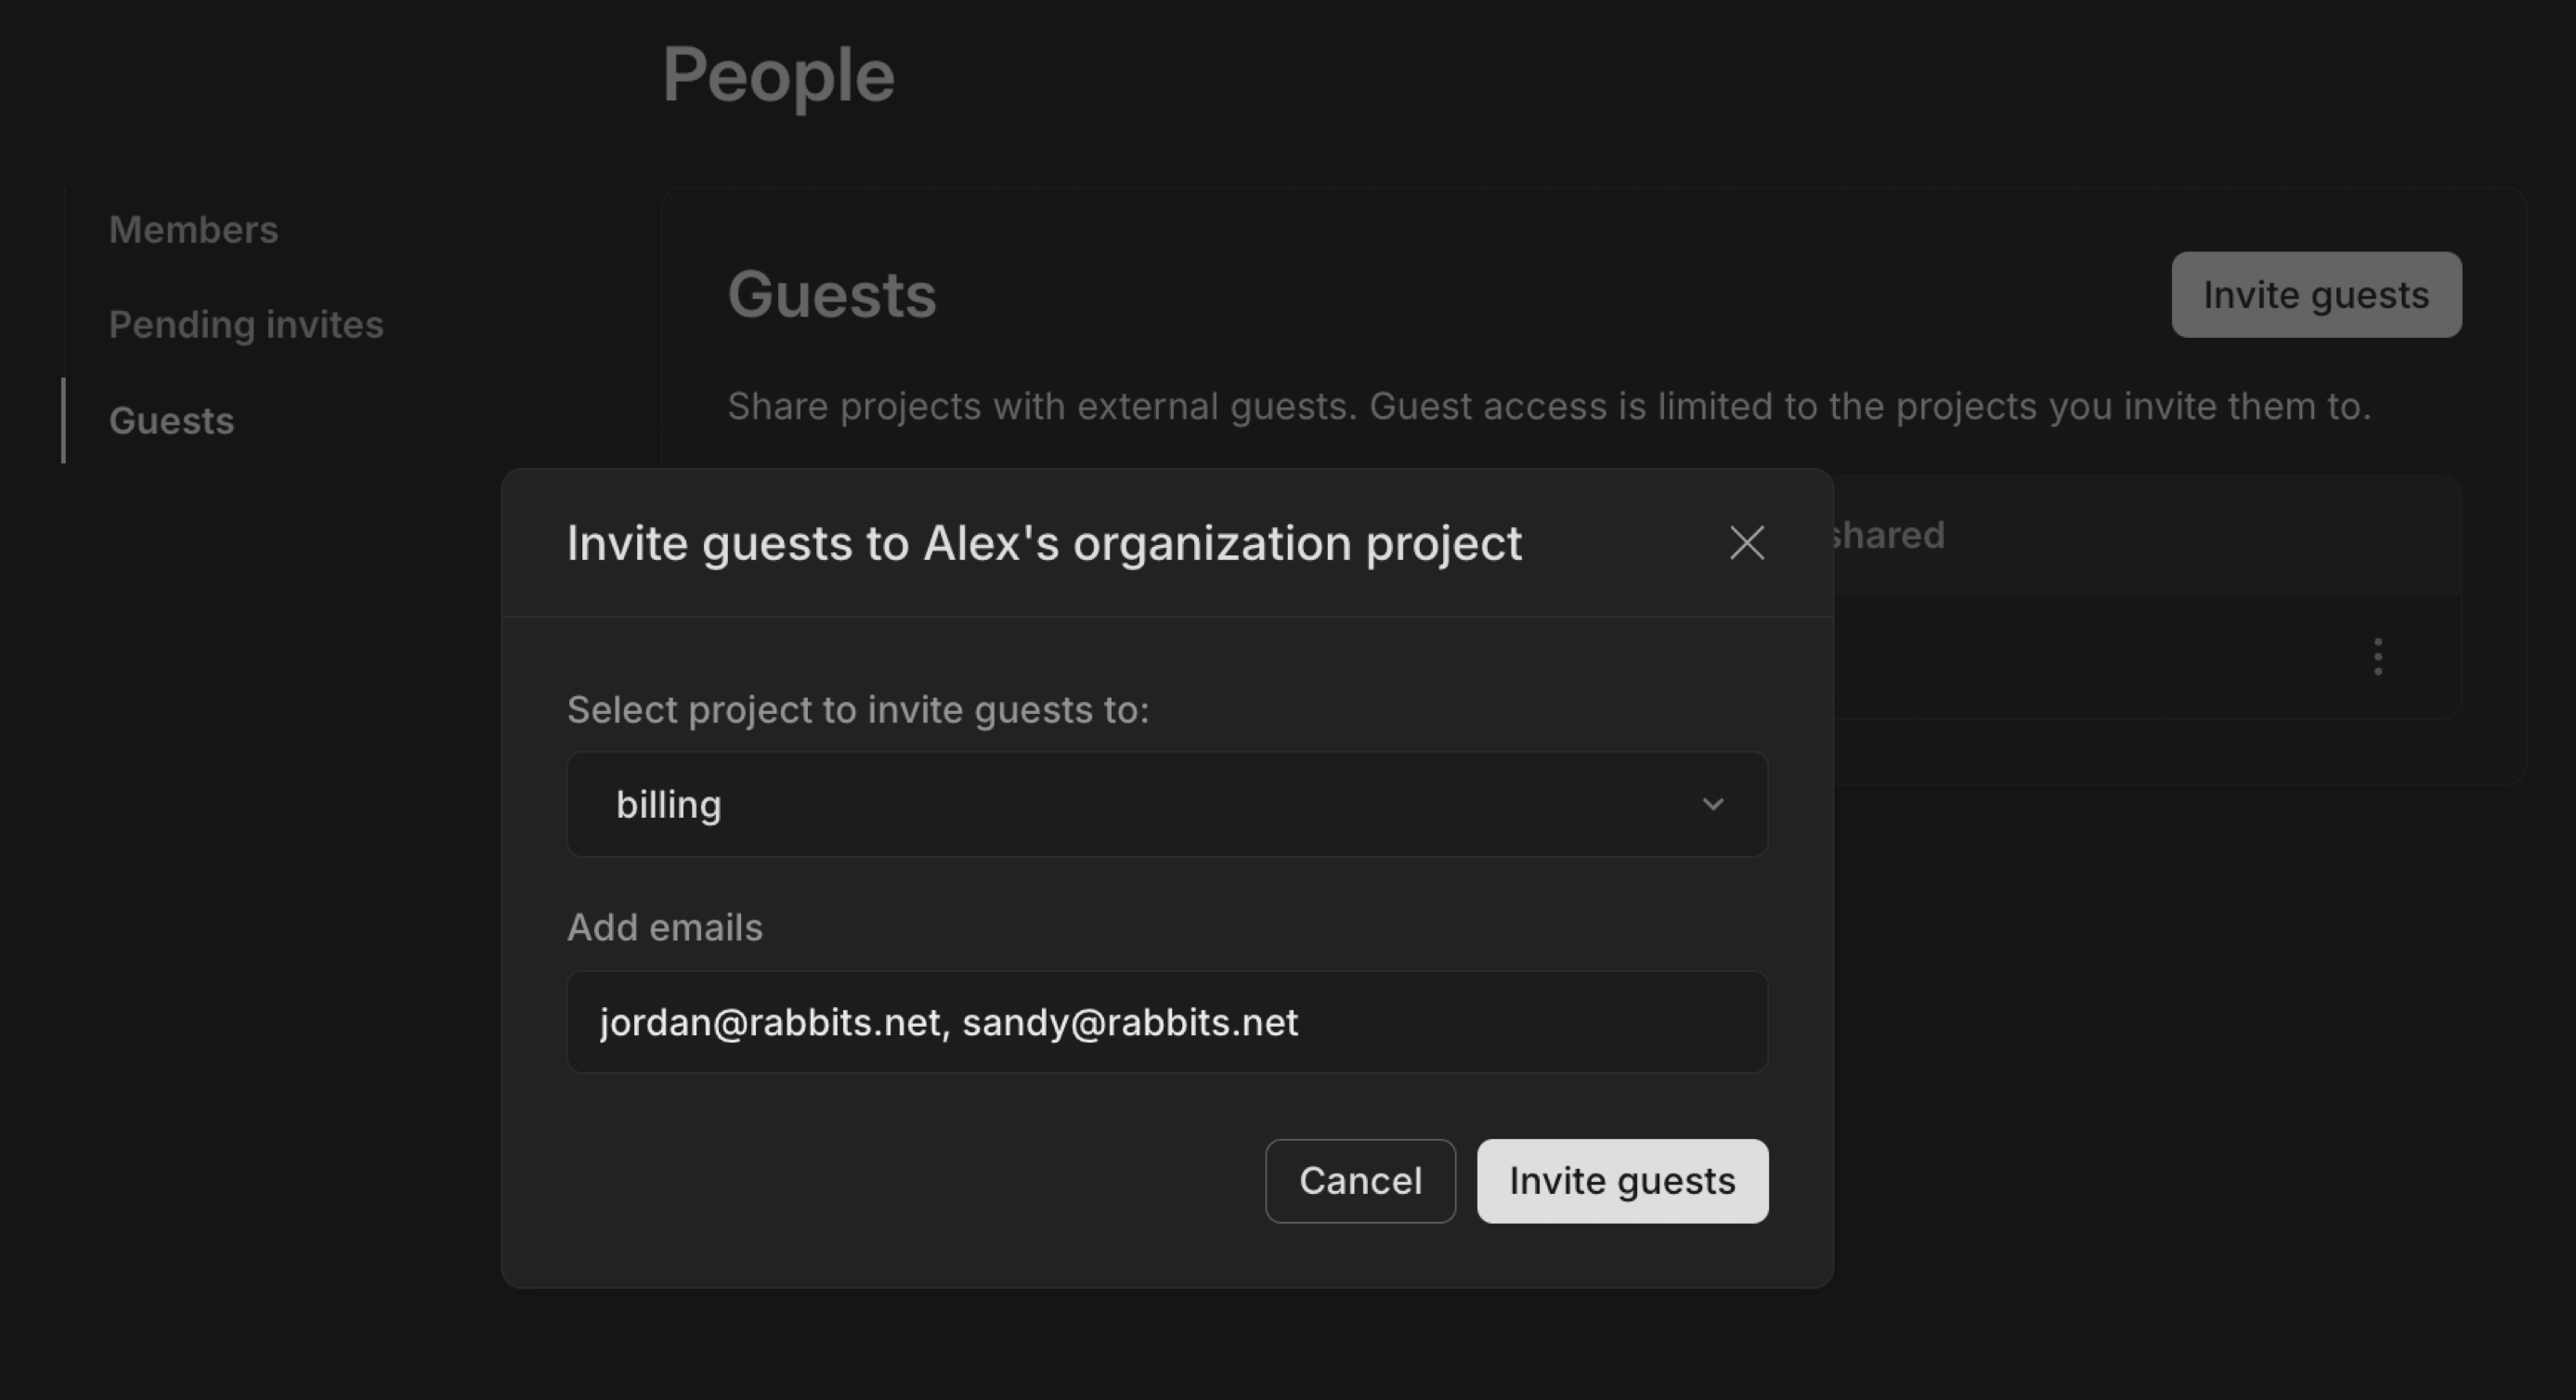 People
Members
Pending invites
Guests
Guests
Invite guests
Share projects with external guests. Guest access is limited to the projects you invite them to.
shared
Invite guests to Alex's organization project
Select project to invite guests to:
billing
Add emails
jordan@rabbits.net, sandy@rabbits.net
Cancel
Invite guests